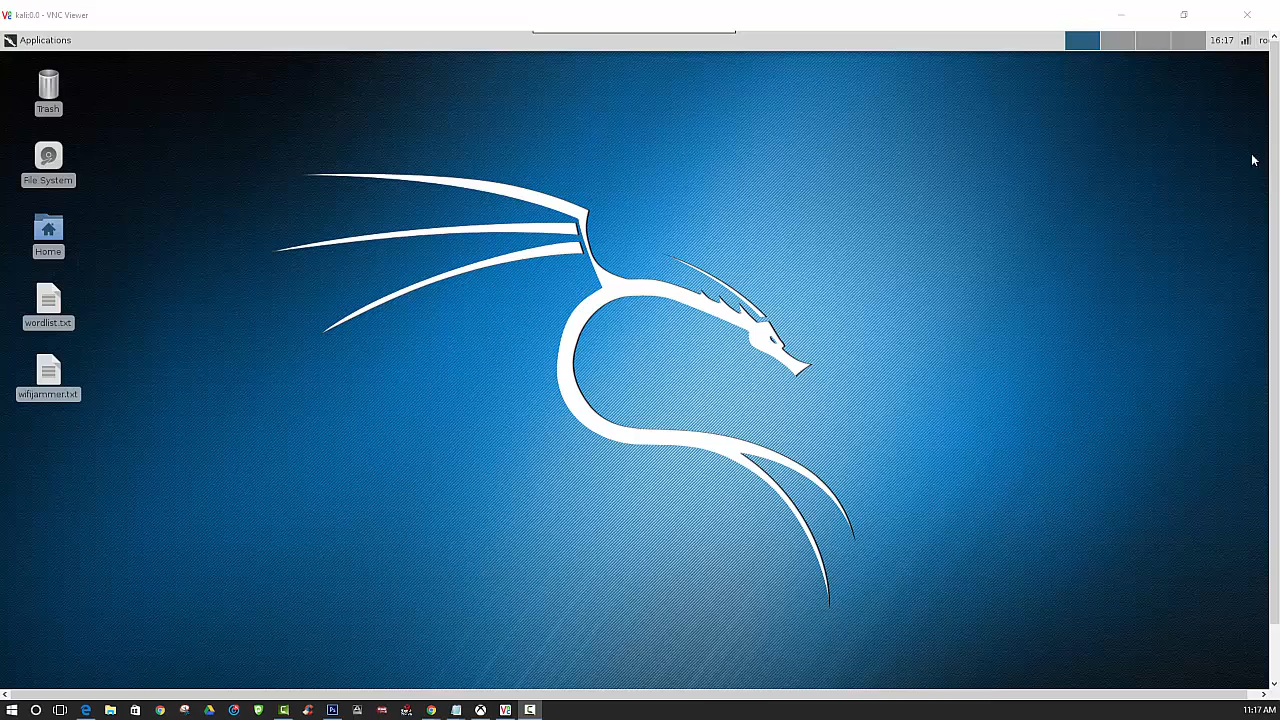 kali:0.0 - VNC Viewer
Applications
16:17
ro
Trash
File System
Home
wordlist.txt
wifijammer.txt
11:17 AM